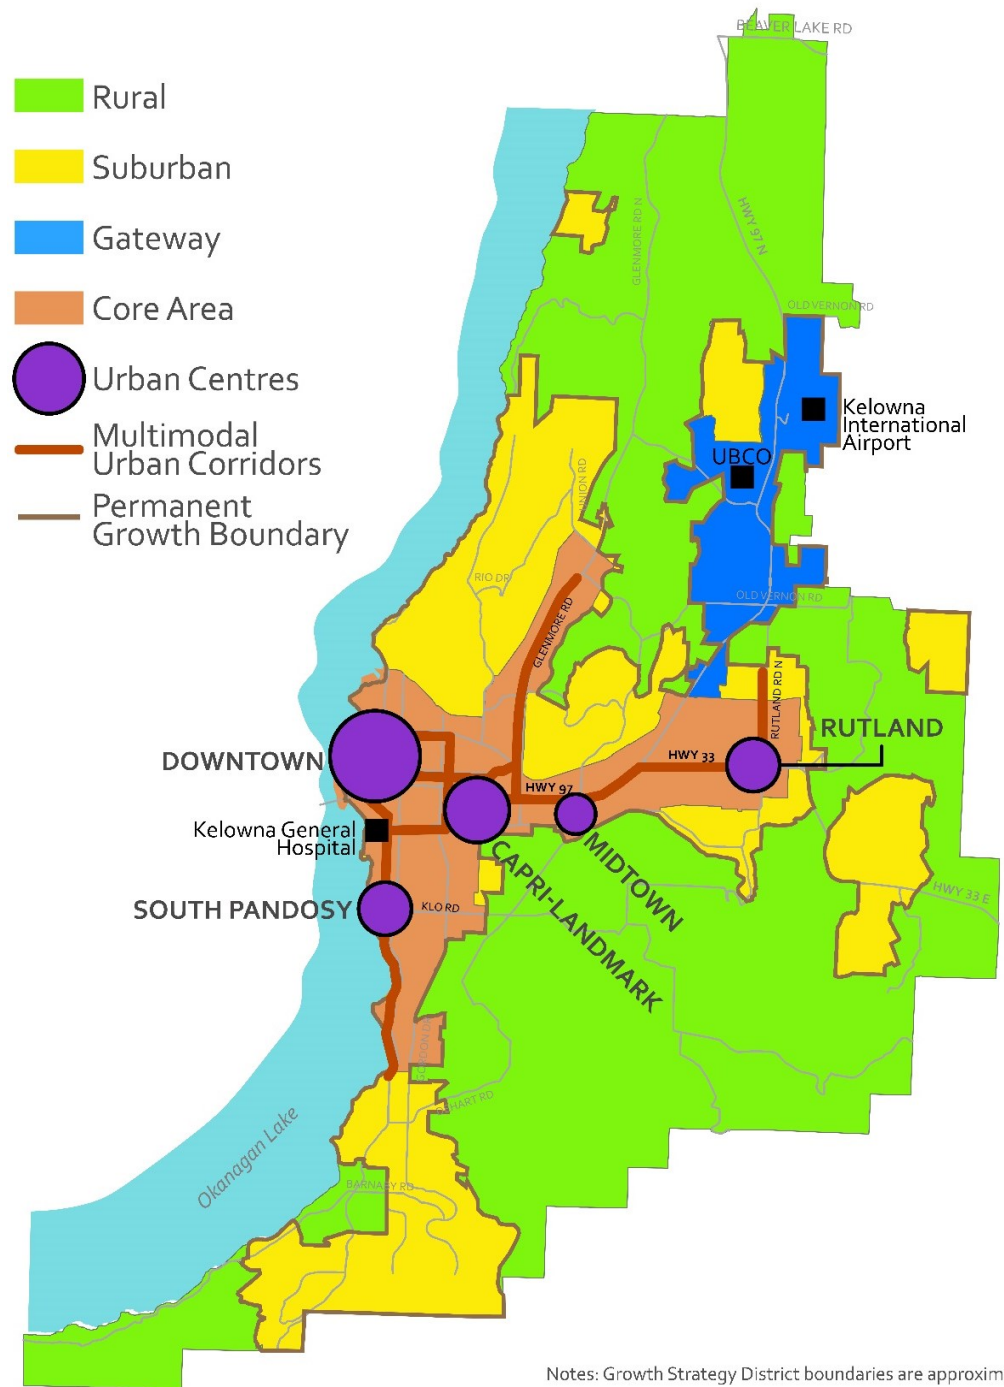 BEAVER LAKE RD
Rural
Suburban
Gateway
Core Area
Urban Centres
Multimodal
Urban Corridors
Permanent
Growth Boundary
GLENMORE RD N
HWY 97 N
OLD VERNON RD
Kelowna
International
Airport
UBCO
UNION RD
RIO DR
OLD VERNON RD
GLENMORE RD
RUTLAND RD N
RUTLAND
DOWNTOWN
HWY 33
HWY 97
Kelowna General
Hospital
CAPRI-LANDMARK
MIDTOWN
SOUTH PANDOSY
KLO RD
HWY 33 E
GORDON DR
Okanagan Lake
BARNABY RD
Notes: Growth Strategy District boundaries are approxim